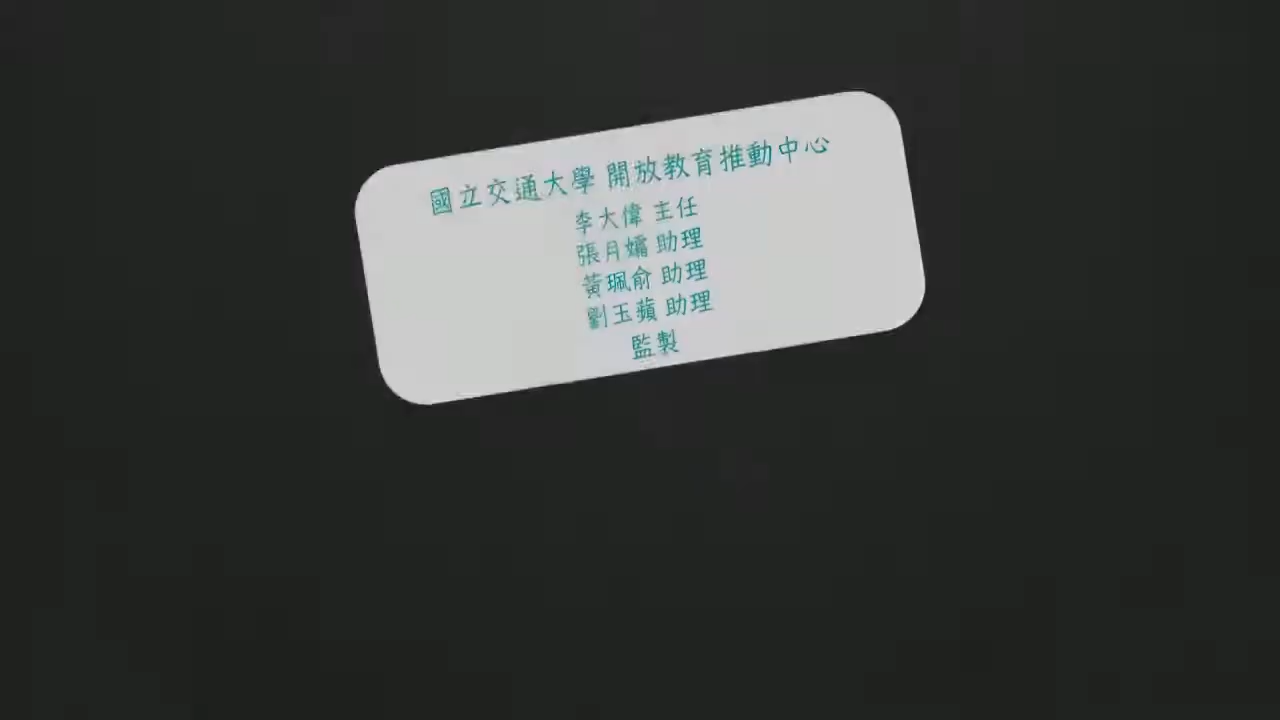 國立交通大學 開放教育推動中心
李大偉 主任
張月孀 助理
黃珮俞 助理
劉玉蘋 助理
監製